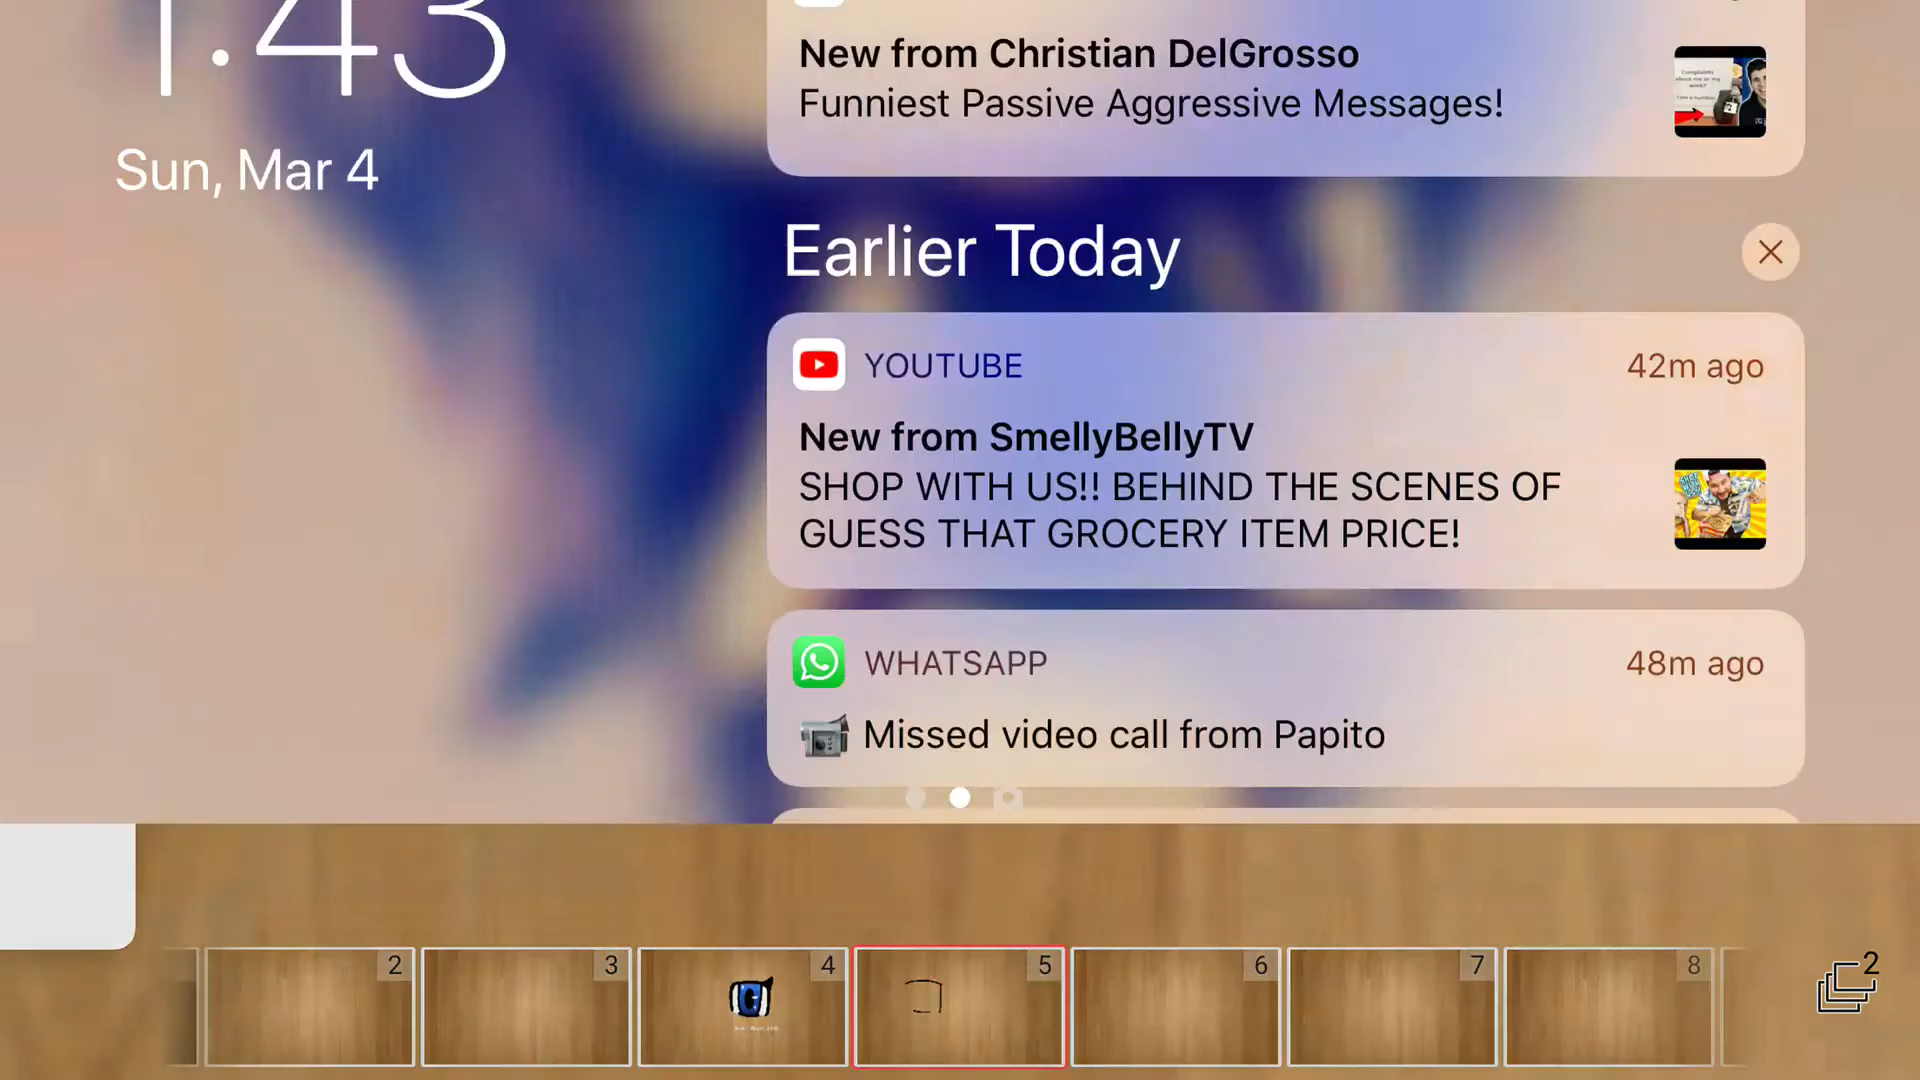 1:43
Sun, Mar 4
New from Christian DelGrosso
Funniest Passive Aggressive Messages!
Earlier Today
YOUTUBE
42m ago
New from SmellyBellyTV
SHOP WITH US!! BEHIND THE SCENES OF
GUESS THAT GROCERY ITEM PRICE!
WHATSAPP
48m ago
Missed video call from Papito
2
3
4
5
6
7
8
2